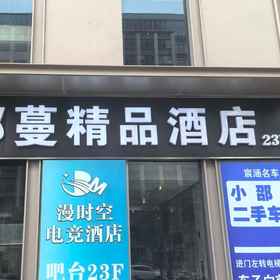 蔓精品酒店 23
漫时空
电竞酒店
吧台23F
宸涵名车
小邵
二手车
进门左转电梯